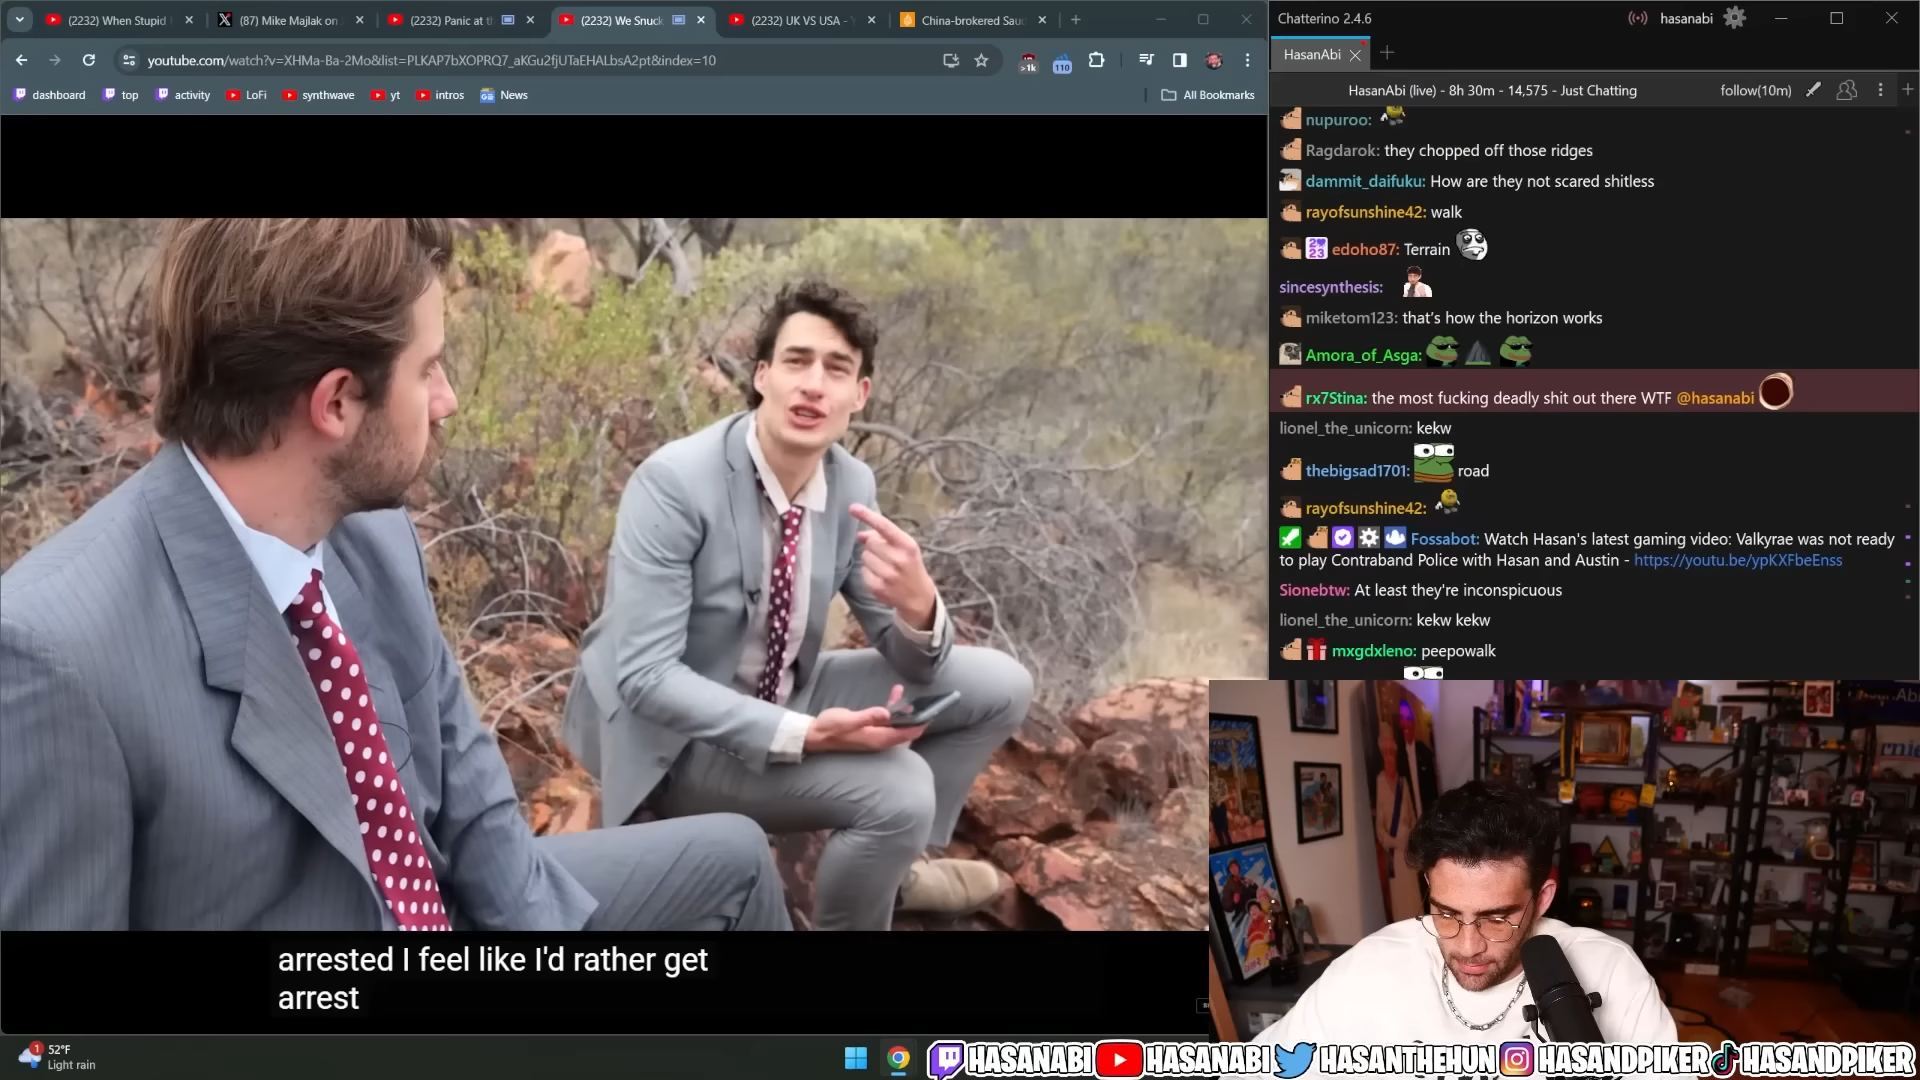 (2232) When Stupid
(87) Mike Majlak on
(2232) Panic at th
(2232) We Snuck
(2232) UK VS USA -
China-brokered Saud
youtube.com/watch?v=XHMa-Ba-2Mo&list=PLKAP7bXOPRQ7_aKGu2fjUTaEHALbsA2pt&index=10
>1k
110
dashboard
top
activity
LoFi
synthwave
yt
intros
News
All Bookmarks
Chatterino 2.4.6
hasanabi
HasanAbi
HasanAbi (live) - 8h 30m - 14,575 - Just Chatting
follow(10m)
nupuroo:
Ragdarok: they chopped off those ridges
dammit_daifuku: How are they not scared shitless
rayofsunshine42: walk
edoho87: Terrain
sincesynthesis:
miketom123: that's how the horizon works
Amora_of_Asga:
rx7Stina: the most fucking deadly shit out there WTF @hasanabi
lionel_the_unicorn: kekw
thebigsad1701: road
rayofsunshine42:
Fossabot: Watch Hasan's latest gaming video: Valkyrae was not ready
to play Contraband Police with Hasan and Austin - https://youtu.be/ypKXFbeEnss
Sionebtw: At least they're inconspicuous
lionel_the_unicorn: kekw kekw
mxgdxleno: peepowalk
arrested I feel like I'd rather get
arrest
1
52°F
Light rain
HASANABI HASANABI HASANTHEHUN HASANDPIKER HASANDPIKER